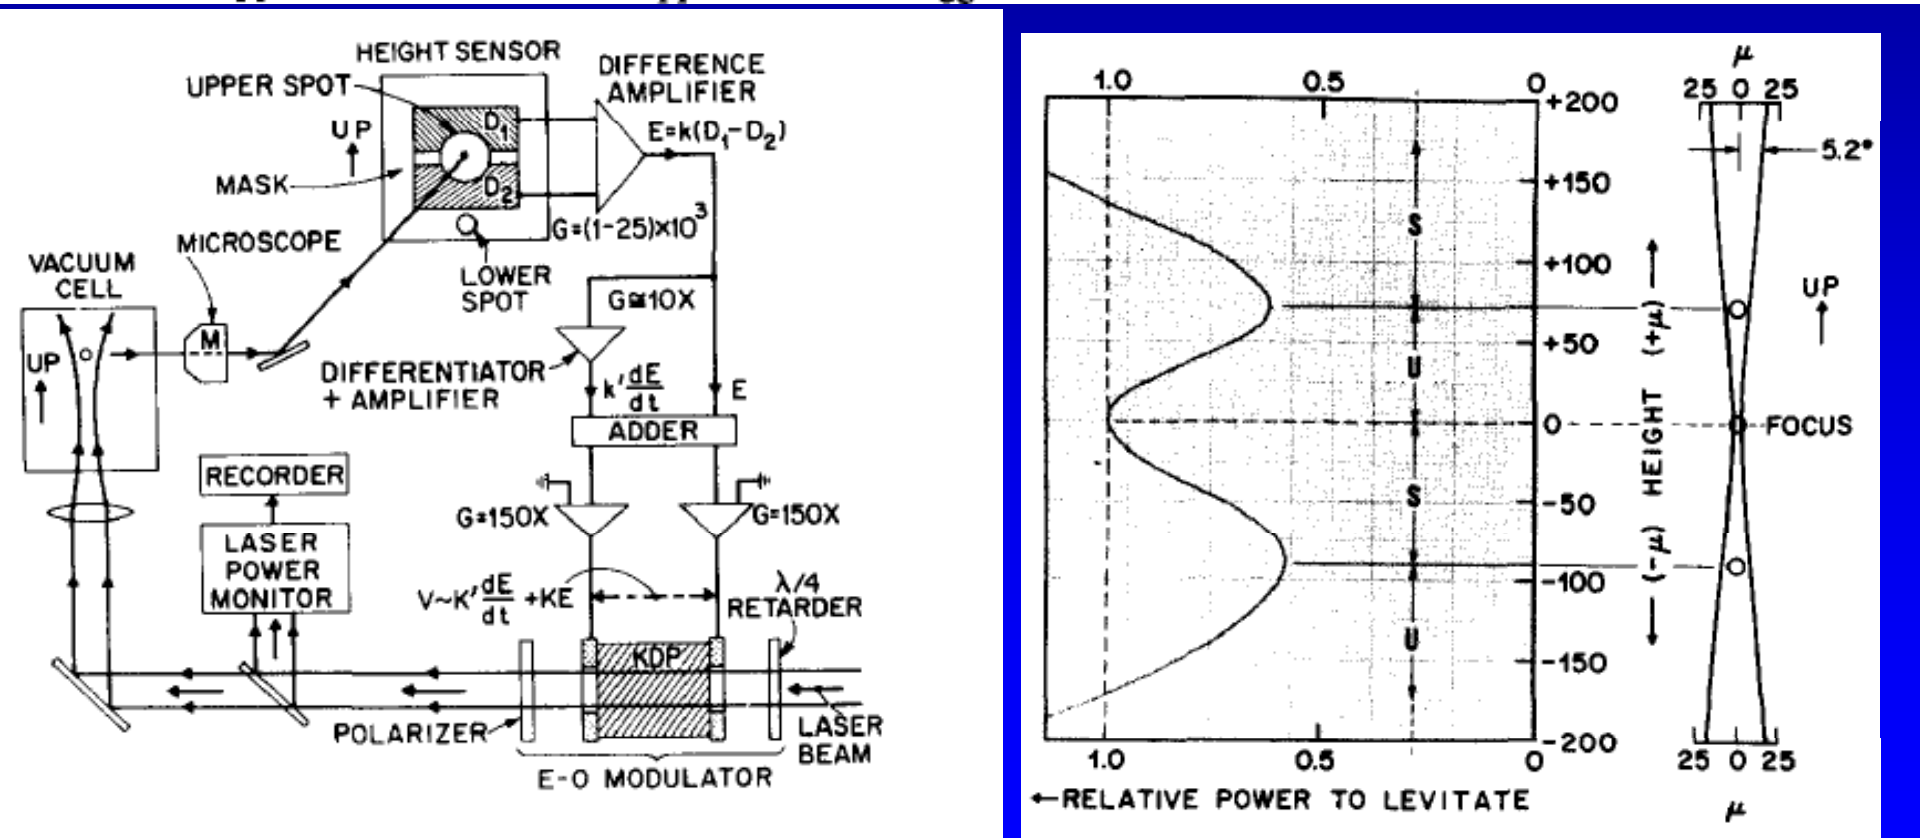 HEIGHT SENSOR
UPPER SPOT
UP
MASK
D1
D2
DIFFERENCE
AMPLIFIER
E=k(D1-D2)
G=(1-25)×10³
MICROSCOPE
LOWER
SPOT
VACUUM
CELL
UP
M
G≅10X
DIFFERENTIATOR
+ AMPLIFIER
k' dE/dt
E
ADDER
RECORDER
LASER
POWER
MONITOR
G=150X
G=150X
V~K' dE/dt +KE
λ/4
RETARDER
KDP
POLARIZER
LASER
BEAM
E-O MODULATOR
1.0 0.5 0
+200
+150
+100
+50
0
-50
-100
-150
-200
S
U
S
U
1.0 0.5 0
←RELATIVE POWER TO LEVITATE
← (-μ) HEIGHT (+μ) →
μ
25 0 25
5.2°
UP
FOCUS
25 0 25
μ